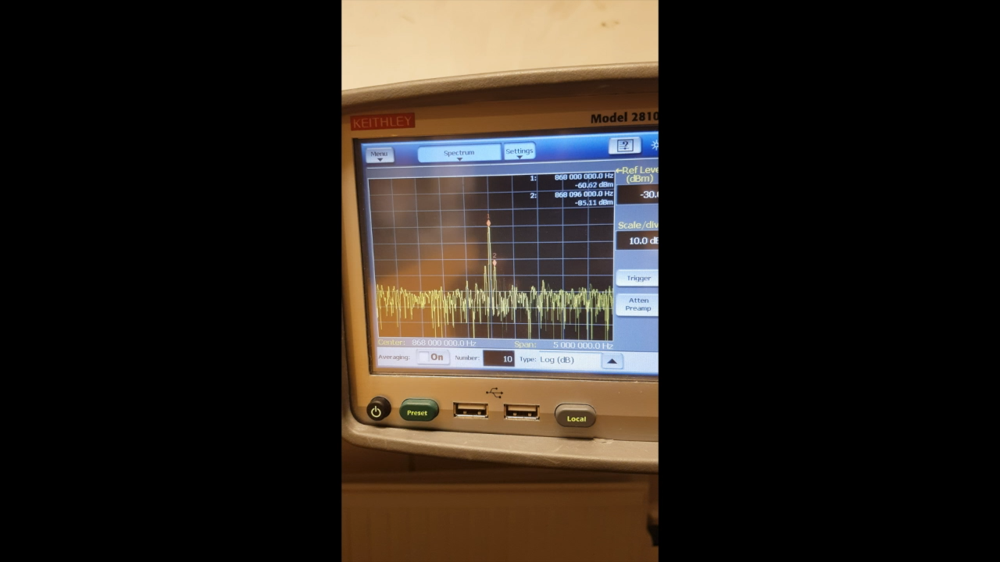 KEITHLEY
Model 2810
Menu
Spectrum
Settings
?
1: 868 000 000.0 Hz
-60.62 dBm
2: 868 096 000.0 Hz
-85.11 dBm
←Ref Leve
(dBm)
-30.
Scale/div
10.0 dB
Trigger
Atten
Preamp
1
2
Center: 868 000 000.0 Hz
Span: 5 000 000.0 Hz
Averaging: On Number: 10 Type: Log (dB)
Preset
Local